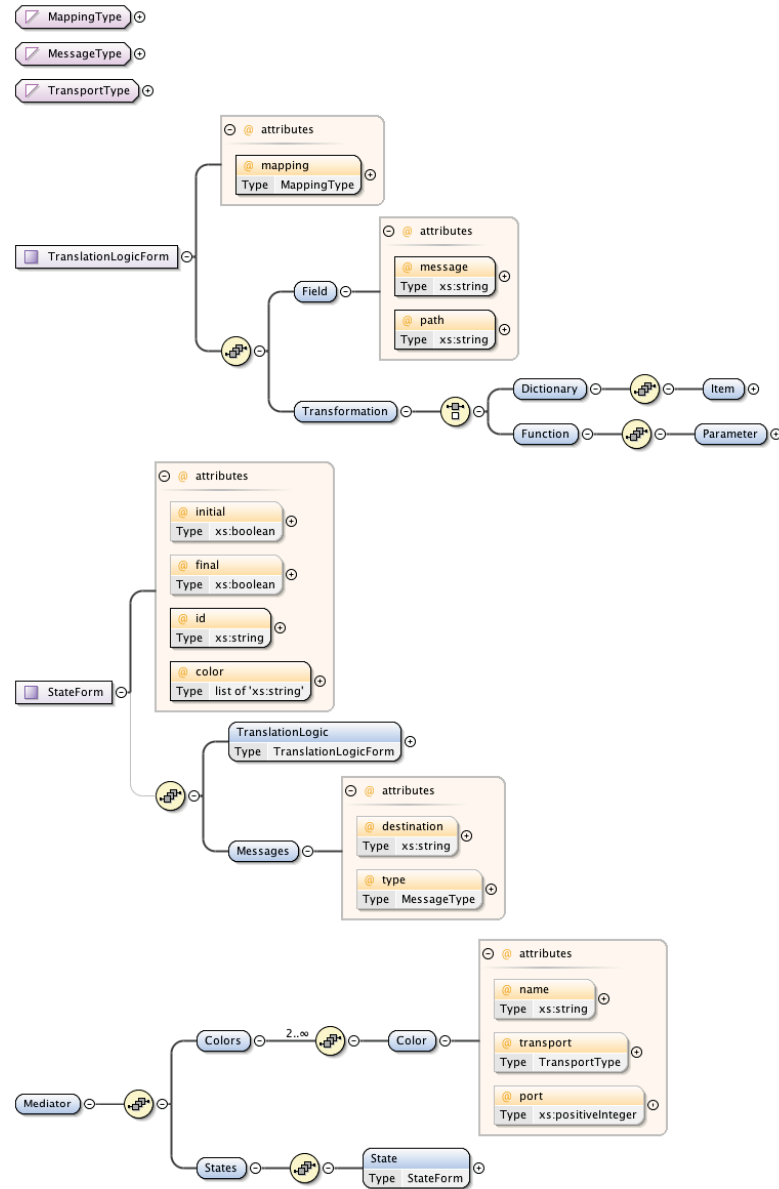 MappingType
MessageType
TransportType
@ attributes
@ mapping
Type MappingType
TranslationLogicForm
@ attributes
@ message
Type xs:string
Field
@ path
Type xs:string
Transformation
Dictionary
Item
Function
Parameter
@ attributes
@ initial
Type xs:boolean
@ final
Type xs:boolean
@ id
Type xs:string
@ color
Type list of 'xs:string'
StateForm
TranslationLogic
Type TranslationLogicForm
@ attributes
@ destination
Type xs:string
Messages
@ type
Type MessageType
@ attributes
@ name
Type xs:string
Colors
2..∞
Color
@ transport
Type TransportType
@ port
Type xs:positiveInteger
Mediator
States
State
Type StateForm